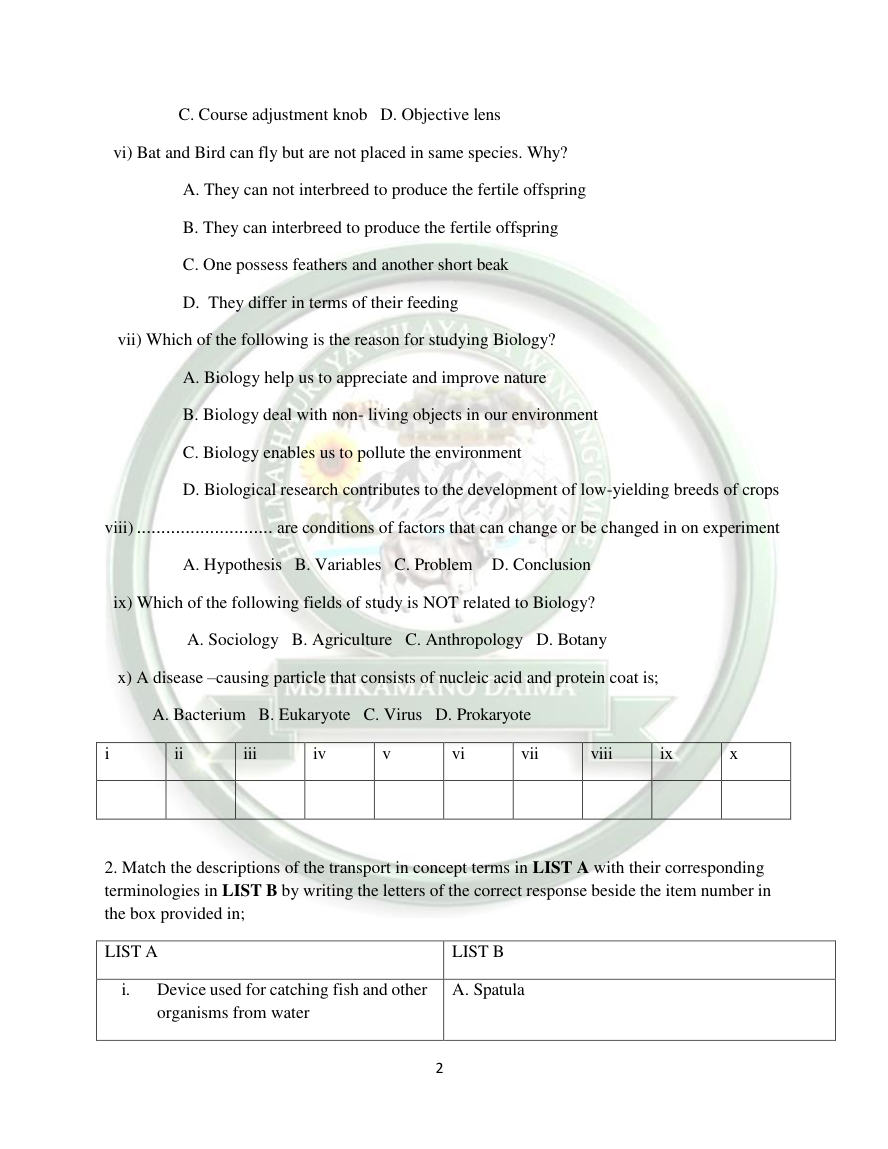 C. Course adjustment knob D. Objective lens
vi) Bat and Bird can fly but are not placed in same species. Why?
A. They can not interbreed to produce the fertile offspring
B. They can interbreed to produce the fertile offspring
C. One possess feathers and another short beak
D. They differ in terms of their feeding
vii) Which of the following is the reason for studying Biology?
A. Biology help us to appreciate and improve nature
B. Biology deal with non- living objects in our environment
C. Biology enables us to pollute the environment
D. Biological research contributes to the development of low-yielding breeds of crops
viii) ............................ are conditions of factors that can change or be changed in on experiment
A. Hypothesis B. Variables C. Problem D. Conclusion
ix) Which of the following fields of study is NOT related to Biology?
A. Sociology B. Agriculture C. Anthropology D. Botany
x) A disease –causing particle that consists of nucleic acid and protein coat is;
A. Bacterium B. Eukaryote C. Virus D. Prokaryote
i ii iii iv v vi vii viii ix x
2. Match the descriptions of the transport in concept terms in LIST A with their corresponding
terminologies in LIST B by writing the letters of the correct response beside the item number in
the box provided in;
LIST A LIST B
i. Device used for catching fish and other A. Spatula
organisms from water
2
HALMASHAURI YA WILAYA YA WANGING'OMBE
MSHIKAMANO DAIMA